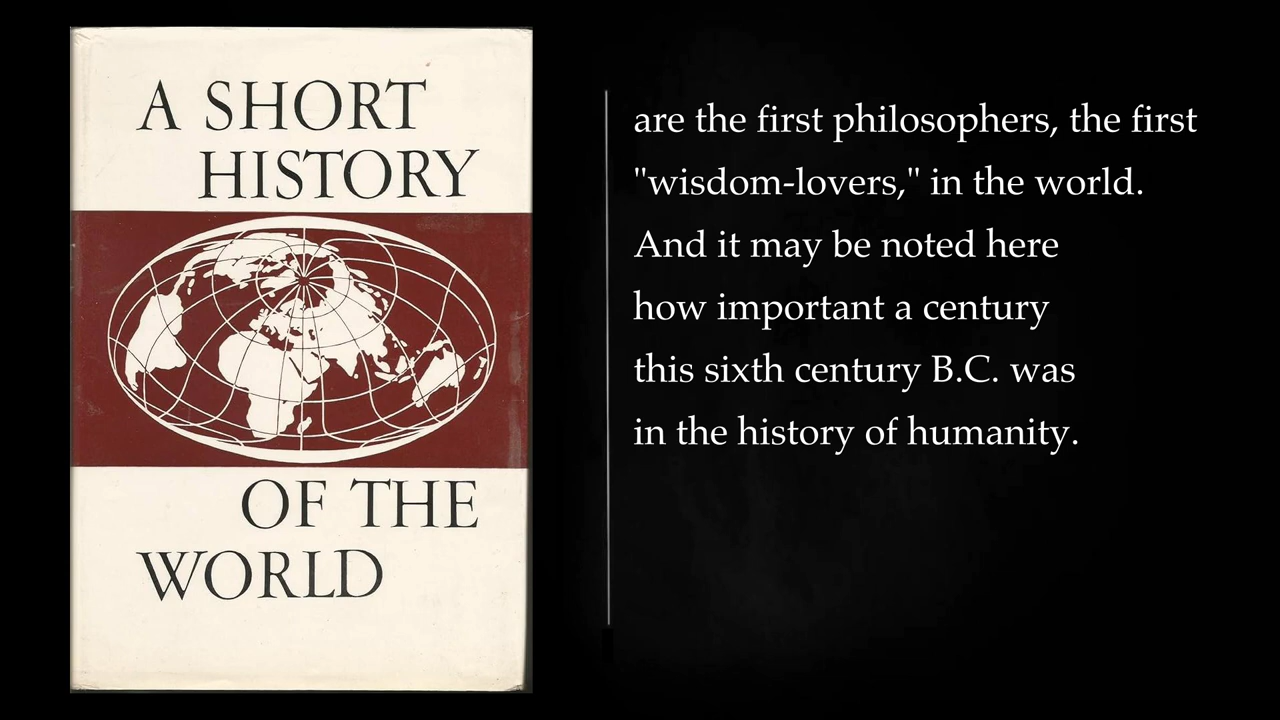 A SHORT
HISTORY
OF THE
WORLD
are the first philosophers, the first
"wisdom-lovers," in the world.
And it may be noted here
how important a century
this sixth century B.C. was
in the history of humanity.